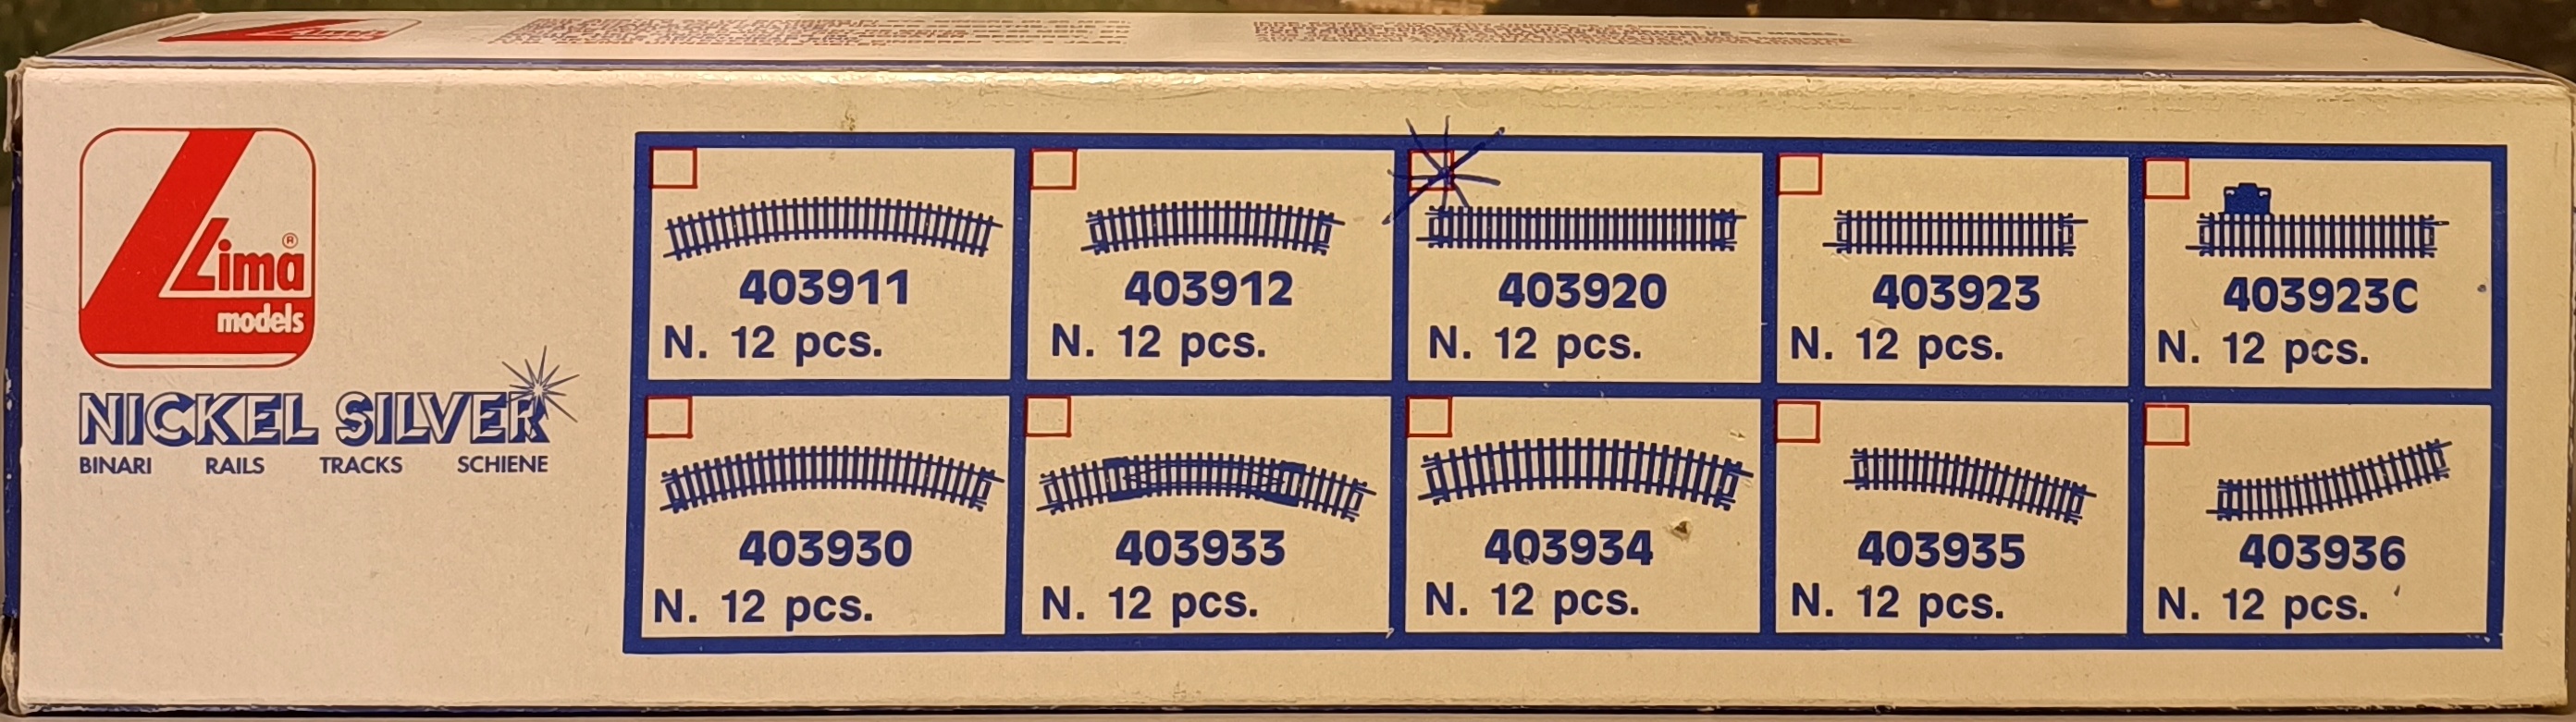 Lima®
models
NICKEL SILVER
BINARI RAILS TRACKS SCHIENE
403911
N. 12 pcs.
403912
N. 12 pcs.
403920
N. 12 pcs.
403923
N. 12 pcs.
403923C
N. 12 pcs.
403930
N. 12 pcs.
403933
N. 12 pcs.
403934
N. 12 pcs.
403935
N. 12 pcs.
403936
N. 12 pcs.